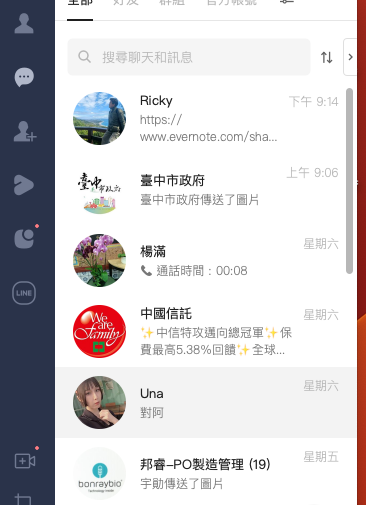 全部 好友 群組 官方帳號
搜尋聊天和訊息
Ricky
下午 9:14
https://
www.evernote.com/sha...
臺中市政府
上午 9:06
臺中市政府傳送了圖片
楊滿
星期六
通話時間：00:08
中國信託
星期六
✨中信特攻邁向總冠軍✨保
費最高5.38%回饋✨全球...
We
are
Family
Una
星期六
對阿
邦睿–PO製造管理 (19)
星期五
宇勛傳送了圖片
bonraybio
LINE
臺中市政府